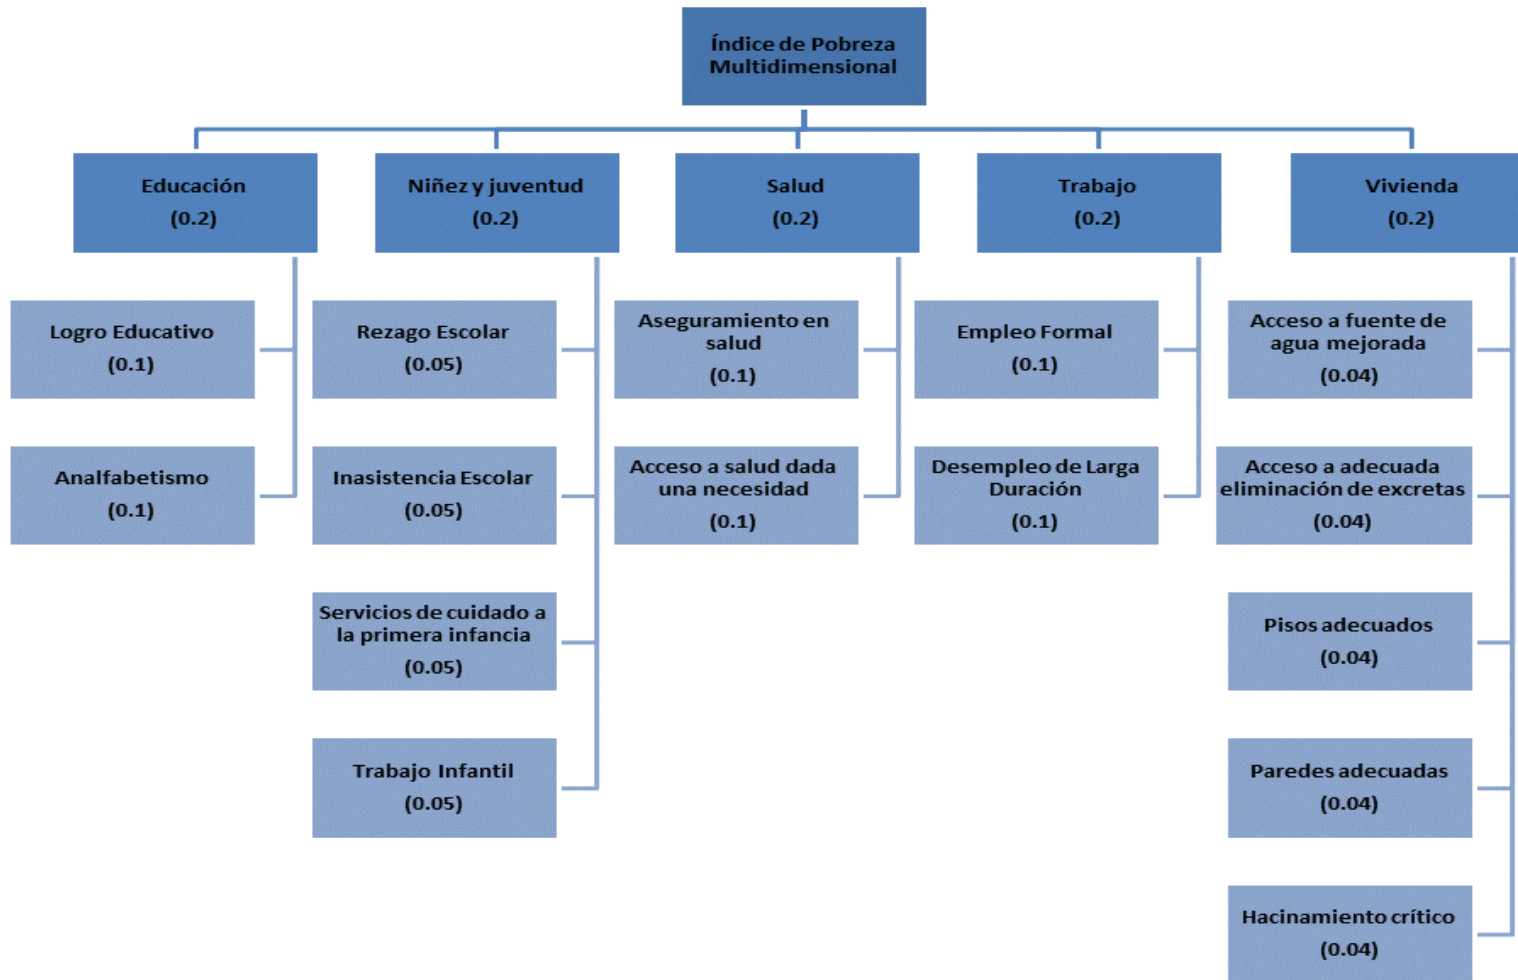 Índice de Pobreza
Multidimensional
Educación
(0.2)
Niñez y juventud
(0.2)
Salud
(0.2)
Trabajo
(0.2)
Vivienda
(0.2)
Logro Educativo
(0.1)
Analfabetismo
(0.1)
Rezago Escolar
(0.05)
Inasistencia Escolar
(0.05)
Servicios de cuidado a
la primera infancia
(0.05)
Trabajo Infantil
(0.05)
Aseguramiento en
salud
(0.1)
Acceso a salud dada
una necesidad
(0.1)
Empleo Formal
(0.1)
Desempleo de Larga
Duración
(0.1)
Acceso a fuente de
agua mejorada
(0.04)
Acceso a adecuada
eliminación de excretas
(0.04)
Pisos adecuados
(0.04)
Paredes adecuadas
(0.04)
Hacinamiento crítico
(0.04)